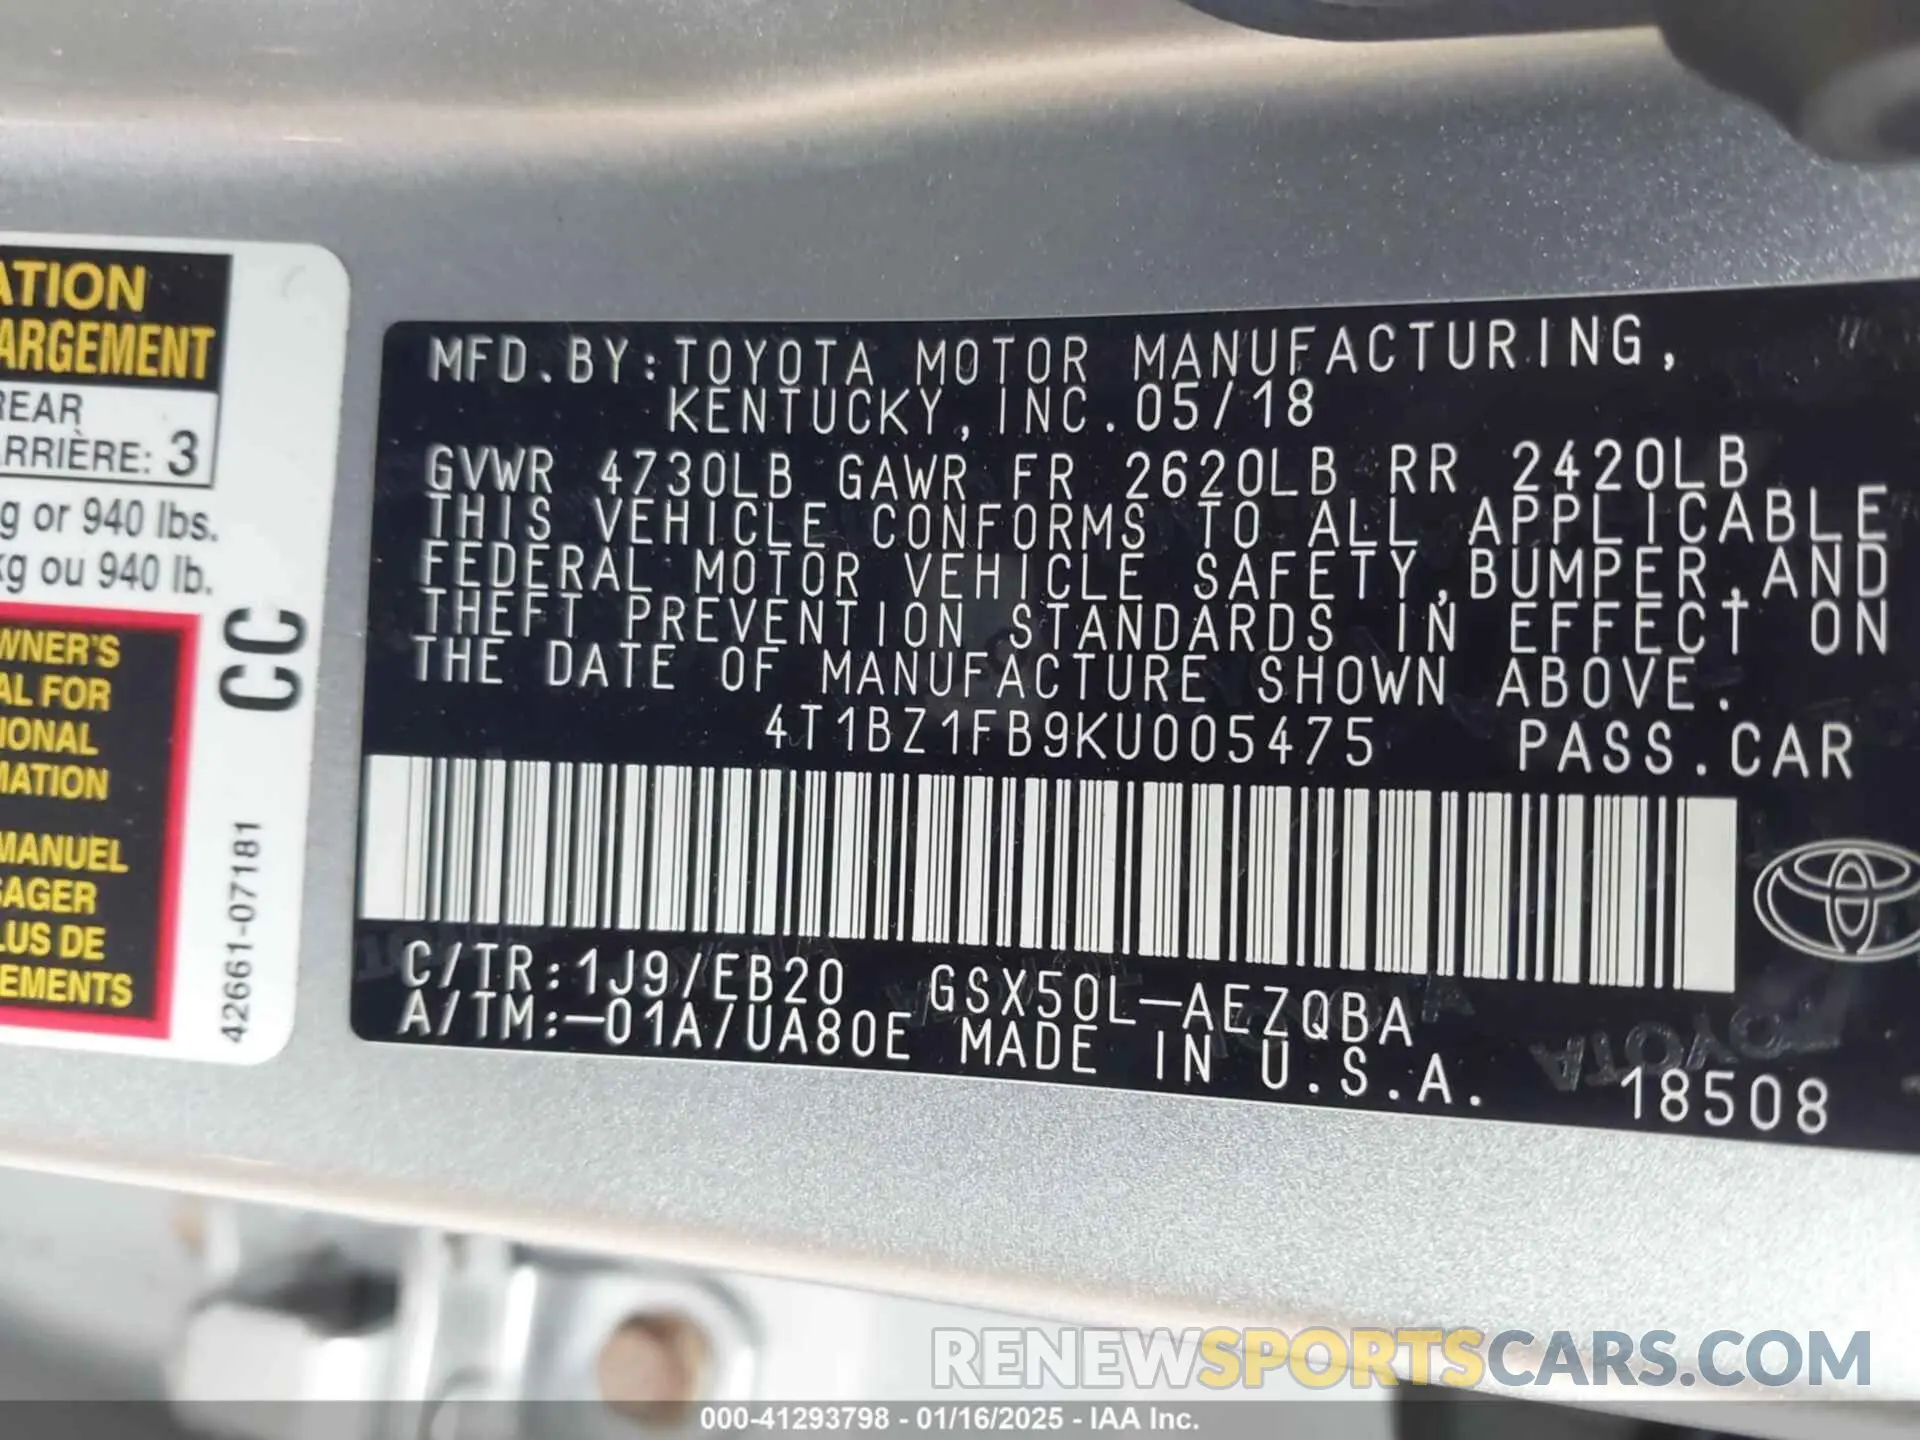 ATION
ARGEMENT
REAR
ARRIÈRE: 3
g or 940 lbs.
kg ou 940 lb.
WNER'S
AL FOR
IONAL
MATION
MANUEL
SAGER
LUS DE
EMENTS
CC
42661-07181
MFD.BY:TOYOTA MOTOR MANUFACTURING,
KENTUCKY,INC.05/18
GVWR 4730LB GAWR FR 2620LB RR 2420LB
THIS VEHICLE CONFORMS TO ALL APPLICABLE
FEDERAL MOTOR VEHICLE SAFETY,BUMPER,AND
THEFT PREVENTION STANDARDS IN EFFECT ON
THE DATE OF MANUFACTURE SHOWN ABOVE.
4T1BZ1FB9KU005475 PASS.CAR
C/TR:1J9/EB20 GSX50L-AEZQBA
A/TM:-01A/UA80E MADE IN U.S.A. 18508
RENEWSPORTSCARS.COM
000-41293798 - 01/16/2025 - IAA Inc.